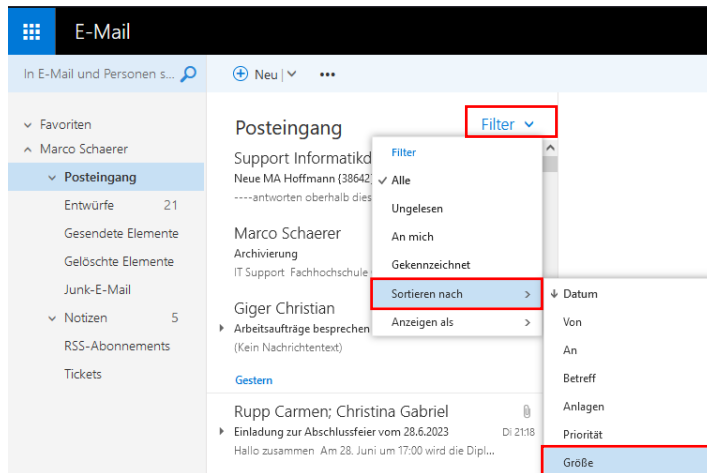 E-Mail
In E-Mail und Personen s...
Neu
Favoriten
Marco Schaerer
Posteingang
Entwürfe 21
Gesendete Elemente
Gelöschte Elemente
Junk-E-Mail
Notizen 5
RSS-Abonnements
Tickets
Posteingang
Filter
Support Informatikd
Neue MA Hoffmann {38642}
----antworten oberhalb dies
Marco Schaerer
Archivierung
IT Support Fachhochschule
Giger Christian
Arbeitsaufträge besprechen
(Kein Nachrichtentext)
Gestern
Rupp Carmen; Christina Gabriel
Einladung zur Abschlussfeier vom 28.6.2023 Di 21:18
Hallo zusammen Am 28. Juni um 17:00 wird die Dipl...
Filter
Alle
Ungelesen
An mich
Gekennzeichnet
Sortieren nach
Anzeigen als
Datum
Von
An
Betreff
Anlagen
Priorität
Größe